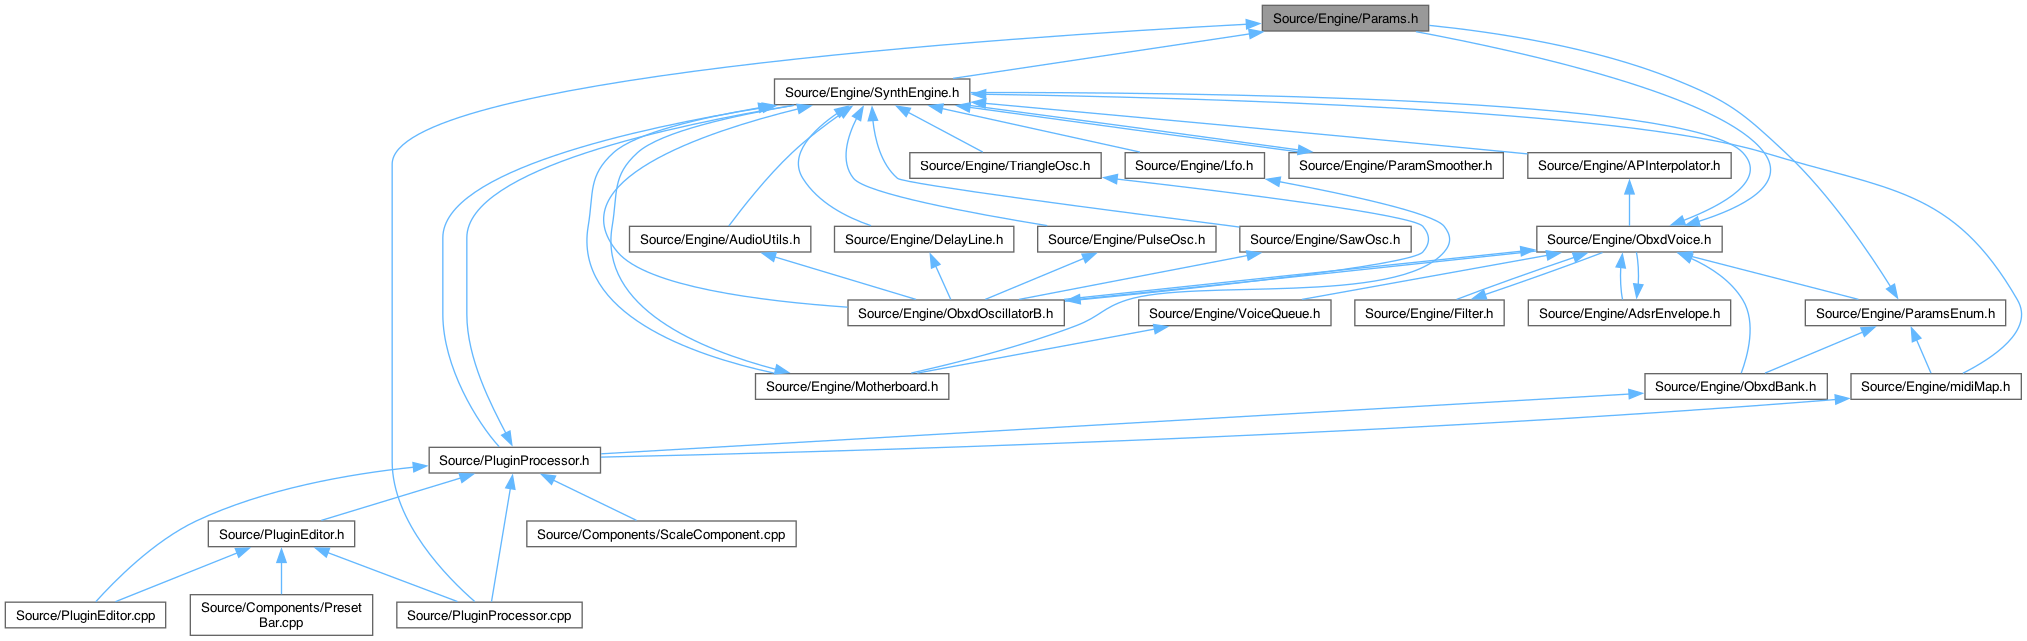 Source/Engine/Params.h
Source/Engine/SynthEngine.h
Source/Engine/TriangleOsc.h
Source/Engine/Lfo.h
Source/Engine/ParamSmoother.h
Source/Engine/APInterpolator.h
Source/Engine/AudioUtils.h
Source/Engine/DelayLine.h
Source/Engine/PulseOsc.h
Source/Engine/SawOsc.h
Source/Engine/ObxdVoice.h
Source/Engine/ObxdOscillatorB.h
Source/Engine/VoiceQueue.h
Source/Engine/Filter.h
Source/Engine/AdsrEnvelope.h
Source/Engine/ParamsEnum.h
Source/Engine/Motherboard.h
Source/Engine/ObxdBank.h
Source/Engine/midiMap.h
Source/PluginProcessor.h
Source/PluginEditor.h
Source/Components/ScaleComponent.cpp
Source/PluginEditor.cpp
Source/Components/Preset
Bar.cpp
Source/PluginProcessor.cpp